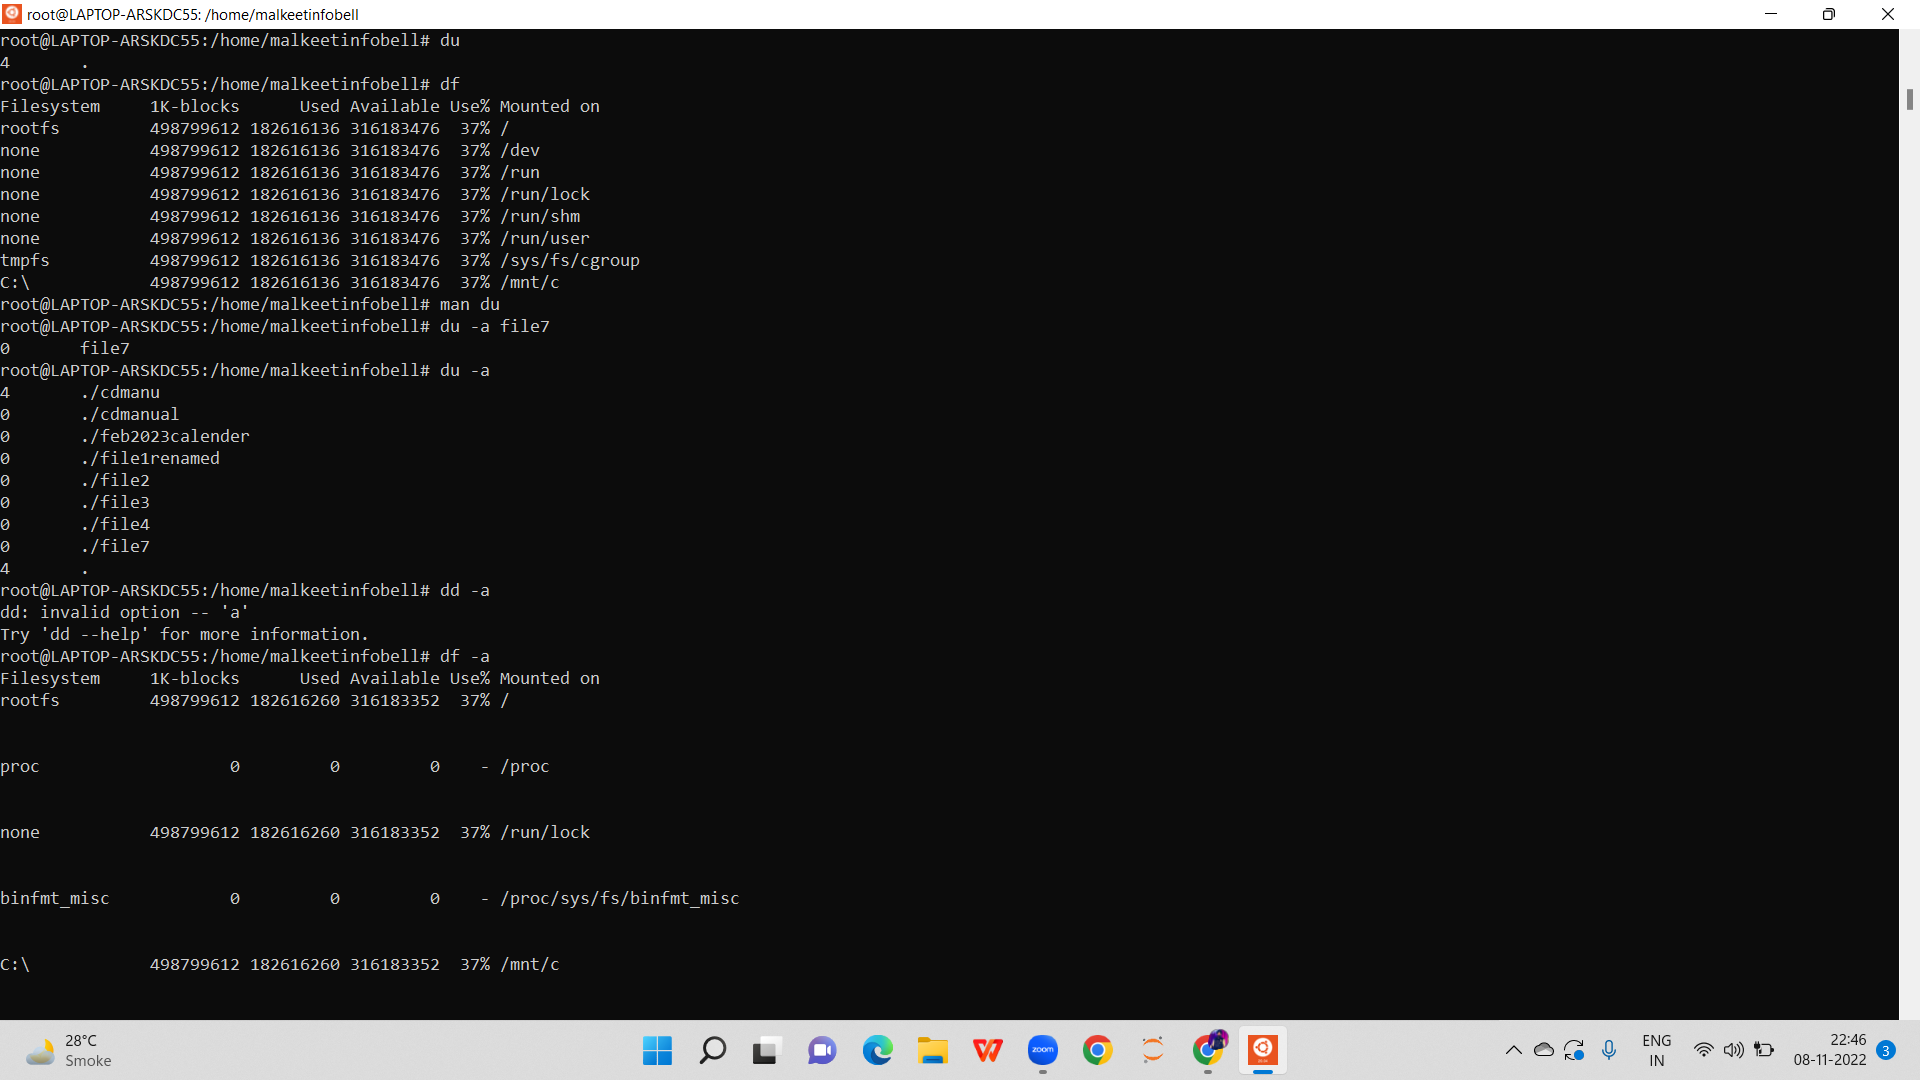 root@LAPTOP-ARSKDC55: /home/malkeetinfobell
root@LAPTOP-ARSKDC55:/home/malkeetinfobell# du
4       .
root@LAPTOP-ARSKDC55:/home/malkeetinfobell# df
Filesystem     1K-blocks      Used Available Use% Mounted on
rootfs         498799612 182616136 316183476  37% /
none           498799612 182616136 316183476  37% /dev
none           498799612 182616136 316183476  37% /run
none           498799612 182616136 316183476  37% /run/lock
none           498799612 182616136 316183476  37% /run/shm
none           498799612 182616136 316183476  37% /run/user
tmpfs          498799612 182616136 316183476  37% /sys/fs/cgroup
C:\            498799612 182616136 316183476  37% /mnt/c
root@LAPTOP-ARSKDC55:/home/malkeetinfobell# man du
root@LAPTOP-ARSKDC55:/home/malkeetinfobell# du -a file7
0       file7
root@LAPTOP-ARSKDC55:/home/malkeetinfobell# du -a
4       ./cdmanu
0       ./cdmanual
0       ./feb2023calender
0       ./file1renamed
0       ./file2
0       ./file3
0       ./file4
0       ./file7
4       .
root@LAPTOP-ARSKDC55:/home/malkeetinfobell# dd -a
dd: invalid option -- 'a'
Try 'dd --help' for more information.
root@LAPTOP-ARSKDC55:/home/malkeetinfobell# df -a
Filesystem     1K-blocks      Used Available Use% Mounted on
rootfs         498799612 182616260 316183352  37% /
proc                   0         0         0    - /proc
none           498799612 182616260 316183352  37% /run/lock
binfmt_misc            0         0         0    - /proc/sys/fs/binfmt_misc
C:\            498799612 182616260 316183352  37% /mnt/c
28°C
Smoke
zoom
ENG
IN
22:46
08-11-2022
3